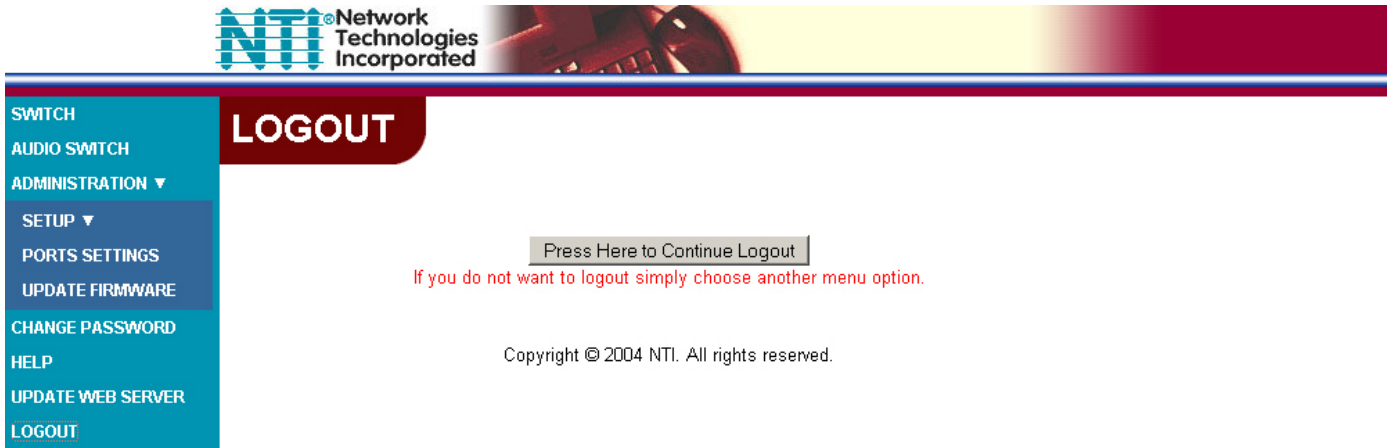 NTI®Network
Technologies
Incorporated
SWITCH
AUDIO SWITCH
ADMINISTRATION ▼
SETUP ▼
PORTS SETTINGS
UPDATE FIRMWARE
CHANGE PASSWORD
HELP
UPDATE WEB SERVER
LOGOUT
LOGOUT
Press Here to Continue Logout
If you do not want to logout simply choose another menu option.
Copyright © 2004 NTI. All rights reserved.